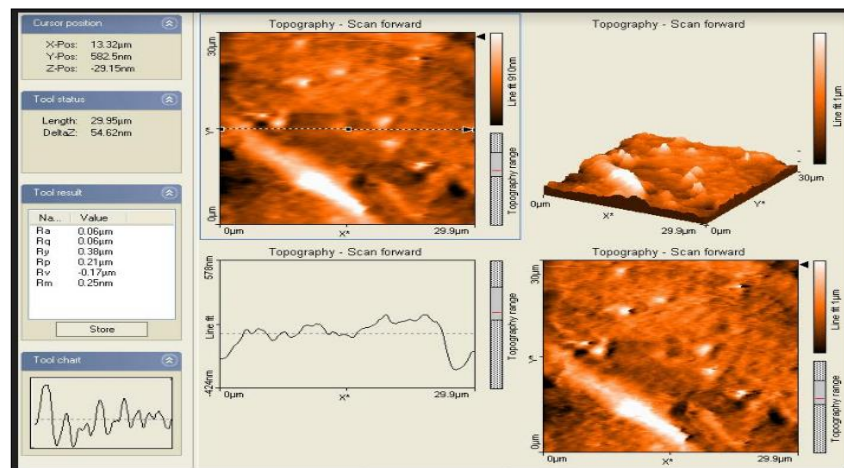 Cursor position
X-Pos: 13.32µm
Y-Pos: 582.5nm
Z-Pos: -29.15nm
Tool status
Length: 29.95µm
DeltaZ: 54.62nm
Tool result
Na... Value
Ra 0.06µm
Rq 0.06µm
Ry 0.38µm
Rp 0.21µm
Rv -0.17µm
Rm 0.25nm
Store
Tool chart
Topography - Scan forward
30µm
Y*
0µm
0µm X* 29.9µm
Line fit 910nm
Topography range
Topography - Scan forward
Line fit 1µm
30µm
0µm
Y*
X*
29.9µm
0µm
Topography - Scan forward
578nm
Line fit
-424nm
0µm X* 29.9µm
Topography range
Topography - Scan forward
30µm
Y*
0µm
0µm X* 29.9µm
Line fit 1µm
Topography range